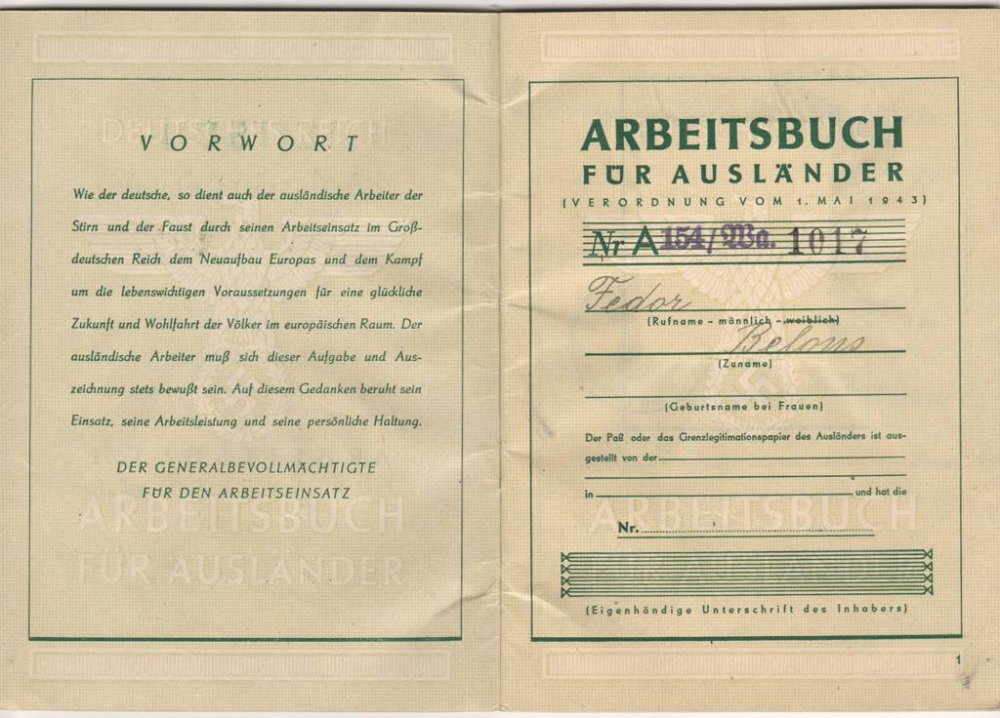 DEUTSCHES REICH
VORWORT
Wie der deutsche, so dient auch der ausländische Arbeiter der
Stirn und der Faust durch seinen Arbeitseinsatz im Groß-
deutschen Reich dem Neuaufbau Europas und dem Kampf
um die lebenswichtigen Voraussetzungen für eine glückliche
Zukunft und Wohlfahrt der Völker im europäischen Raum. Der
ausländische Arbeiter muß sich dieser Aufgabe und Aus-
zeichnung stets bewußt sein. Auf diesem Gedanken beruht sein
Einsatz, seine Arbeitsleistung und seine persönliche Haltung.
DER GENERALBEVOLLMÄCHTIGTE
FÜR DEN ARBEITSEINSATZ
ARBEITSBUCH
FÜR AUSLÄNDER
ARBEITSBUCH
FÜR AUSLÄNDER
(VERORDNUNG VOM 1. MAI 1943)
Nr A 154/Wa. 1017
Fedor
(Rufname – männlich – weiblich)
Belous
(Zuname)
(Geburtsname bei Frauen)
Der Paß oder das Grenzlegitimationspapier des Ausländers ist aus-
gestellt von der
in und hat die
ARBEITSBUCH
Nr.
FÜR AUSLÄNDER
(Eigenhändige Unterschrift des Inhabers)
1